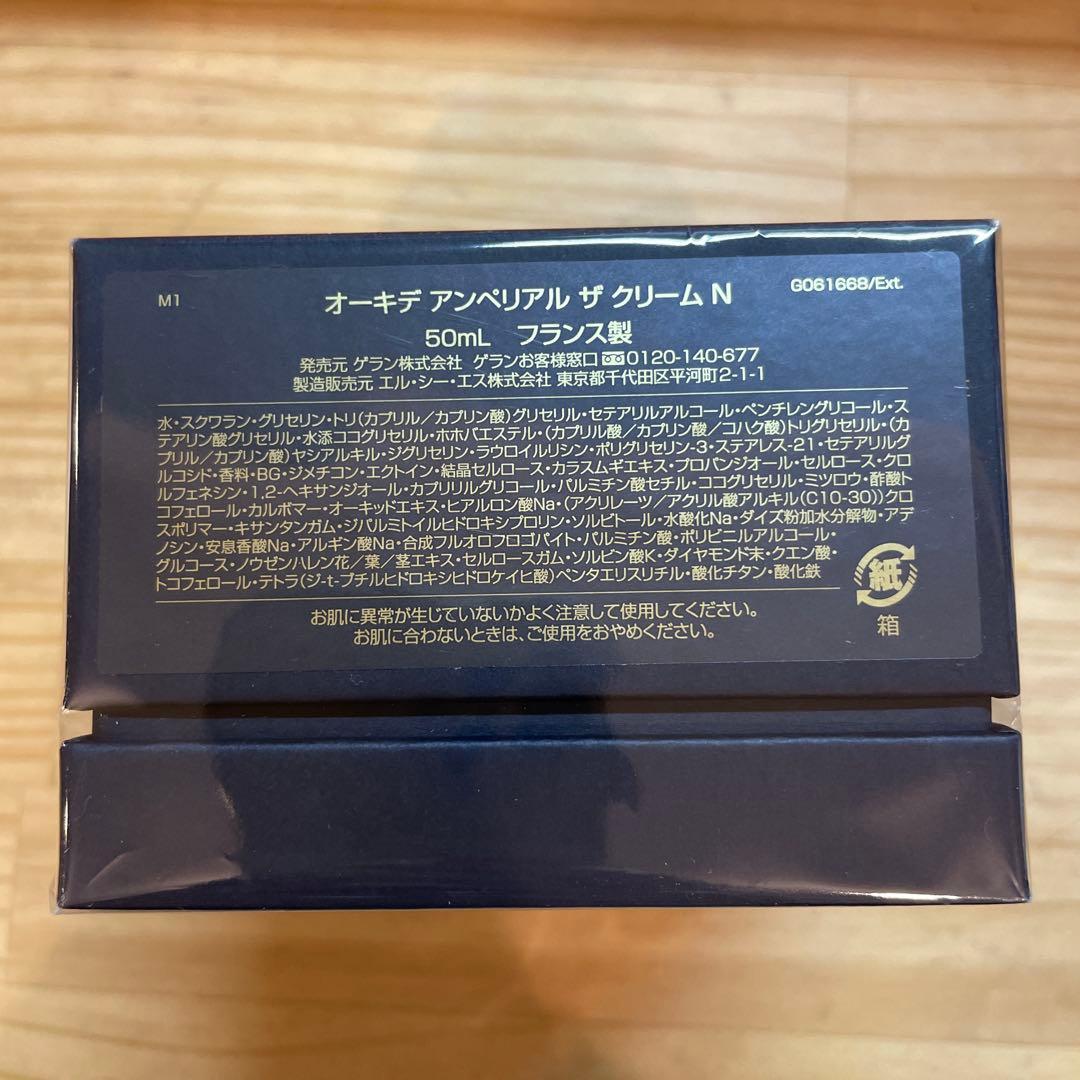 M1
オーキデ アンペリアル ザ クリーム N
G061668/Ext.
50mL フランス製
発売元 ゲラン株式会社 ゲランお客様窓口 0120-140-677
製造販売元 エル・シー・エス株式会社 東京都千代田区平河町2-1-1
水・スクワラン・グリセリン・トリ(カプリル/カプリン酸)グリセリル・セテアリルアルコール・ペンチレングリコール・ス
テアリン酸グリセリル・水添ココグリセリル・ホホバエステル・(カプリル酸/カプリン酸/コハク酸)トリグリセリル・(カ
プリル/カプリン酸)ヤシアルキル・ジグリセリン・ラウロイルリシン・ポリグリセリン-3・ステアレス-21・セテアリルグ
ルコシド・香料・BG・ジメチコン・エクトイン・結晶セルロース・カラスムギエキス・プロパンジオール・セルロース・クロ
ルフェネシン・1,2-ヘキサンジオール・カプリリルグリコール・パルミチン酸セチル・ココグリセリル・ミツロウ・酢酸ト
コフェロール・カルボマー・オーキッドエキス・ヒアルロン酸Na・(アクリレーツ/アクリル酸アルキル(C10-30))クロ
スポリマー・キサンタンガム・ジパルミトイルヒドロキシプロリン・ソルビトール・水酸化Na・ダイズ粉加水分解物・アデ
ノシン・安息香酸Na・アルギン酸Na・合成フルオロフロゴパイト・パルミチン酸・ポリビニルアルコール・
グルコース・ノウゼンハレン花/葉/茎エキス・セルロースガム・ソルビン酸K・ダイヤモンド末・クエン酸・
トコフェロール・テトラ(ジ-t-ブチルヒドロキシヒドロケイヒ酸)ペンタエリスリチル・酸化チタン・酸化鉄
紙
箱
お肌に異常が生じていないかよく注意して使用してください。
お肌に合わないときは、ご使用をおやめください。